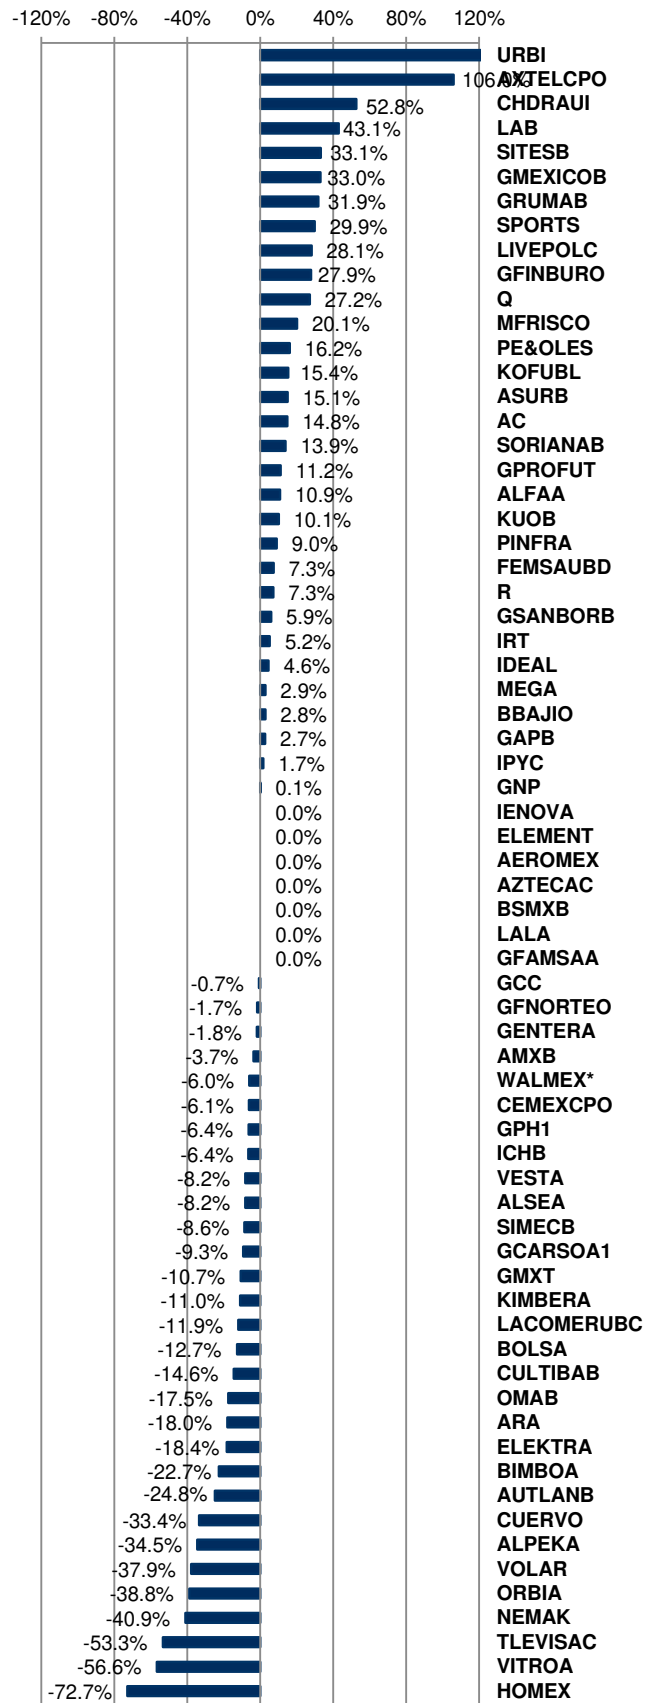 -120% -80% -40% 0% 40% 80% 120%
URBI
106.0% AXTELCPO
52.8% CHDRAUI
43.1% LAB
33.1% SITESB
33.0% GMEXICOB
31.9% GRUMAB
29.9% SPORTS
28.1% LIVEPOLC
27.9% GFINBURO
27.2% Q
20.1% MFRISCO
16.2% PE&OLES
15.4% KOFUBL
15.1% ASURB
14.8% AC
13.9% SORIANAB
11.2% GPROFUT
10.9% ALFAA
10.1% KUOB
9.0% PINFRA
7.3% FEMSAUBD
7.3% R
5.9% GSANBORB
5.2% IRT
4.6% IDEAL
2.9% MEGA
2.8% BBAJIO
2.7% GAPB
1.7% IPYC
0.1% GNP
0.0% IENOVA
0.0% ELEMENT
0.0% AEROMEX
0.0% AZTECAC
0.0% BSMXB
0.0% LALA
0.0% GFAMSAA
-0.7% GCC
-1.7% GFNORTEO
-1.8% GENTERA
-3.7% AMXB
-6.0% WALMEX*
-6.1% CEMEXCPO
-6.4% GPH1
-6.4% ICHB
-8.2% VESTA
-8.2% ALSEA
-8.6% SIMECB
-9.3% GCARSOA1
-10.7% GMXT
-11.0% KIMBERA
-11.9% LACOMERUBC
-12.7% BOLSA
-14.6% CULTIBAB
-17.5% OMAB
-18.0% ARA
-18.4% ELEKTRA
-22.7% BIMBOA
-24.8% AUTLANB
-33.4% CUERVO
-34.5% ALPEKA
-37.9% VOLAR
-38.8% ORBIA
-40.9% NEMAK
-53.3% TLEVISAC
-56.6% VITROA
-72.7% HOMEX